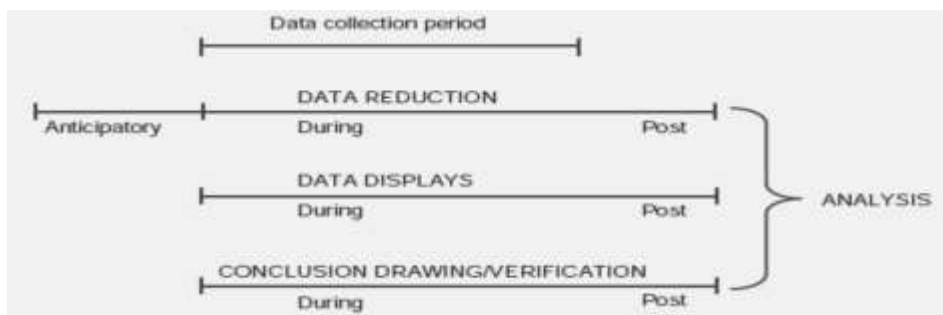 Data collection period
DATA REDUCTION
Anticipatory During Post
DATA DISPLAYS
During Post
ANALYSIS
CONCLUSION DRAWING/VERIFICATION
During Post